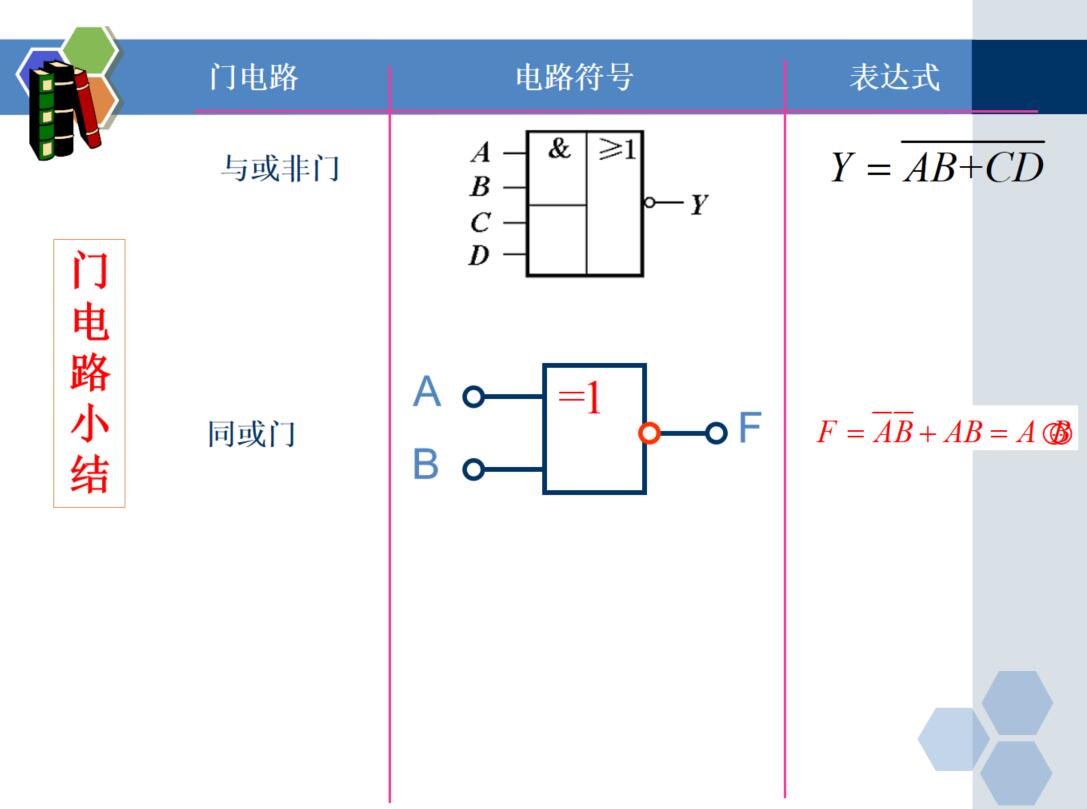 门电路 电路符号 表达式
与或非门
A
B
C
D
& ≥1
Y
Y = \overline{AB+CD}
门电路小结
同或门
A
B
=1
F
F = \overline{A}\,\overline{B} + AB = A